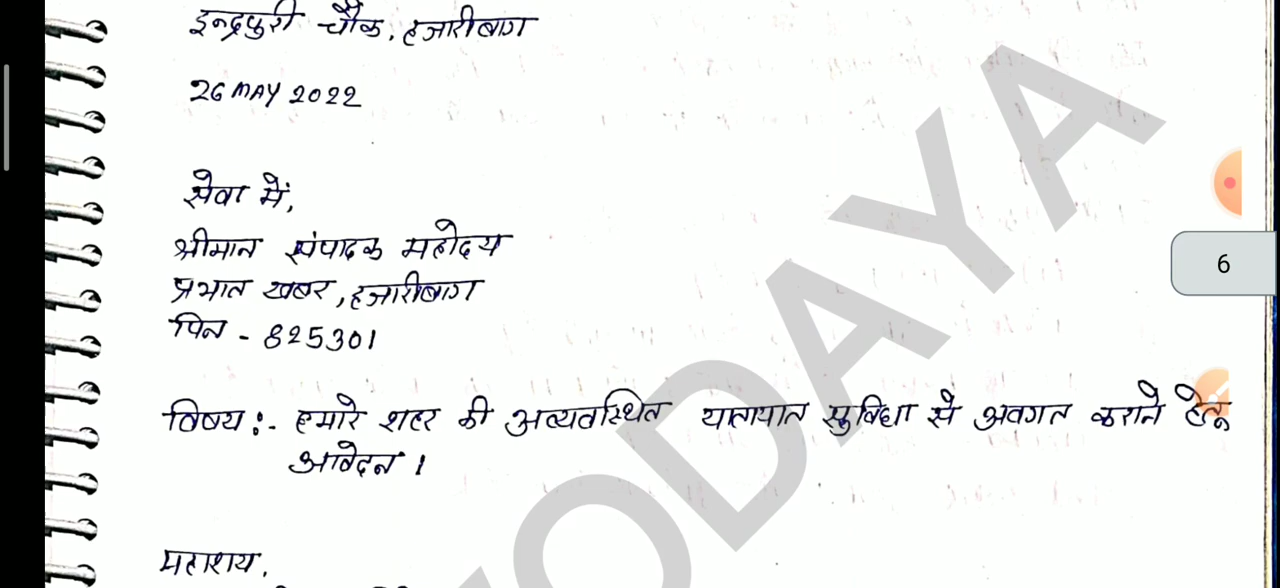 इन्द्रपुरी चौक, हजारीबाग
26 MAY 2022
सेवा में,
श्रीमान संपादक महोदय
प्रभात खबर, हजारीबाग
पिन - 825301
6
विषय :- हमारे शहर की अव्यवस्थित यातायात सुविधा से अवगत कराने हेतू
आवेदन ।
महाशय,
ODAYA